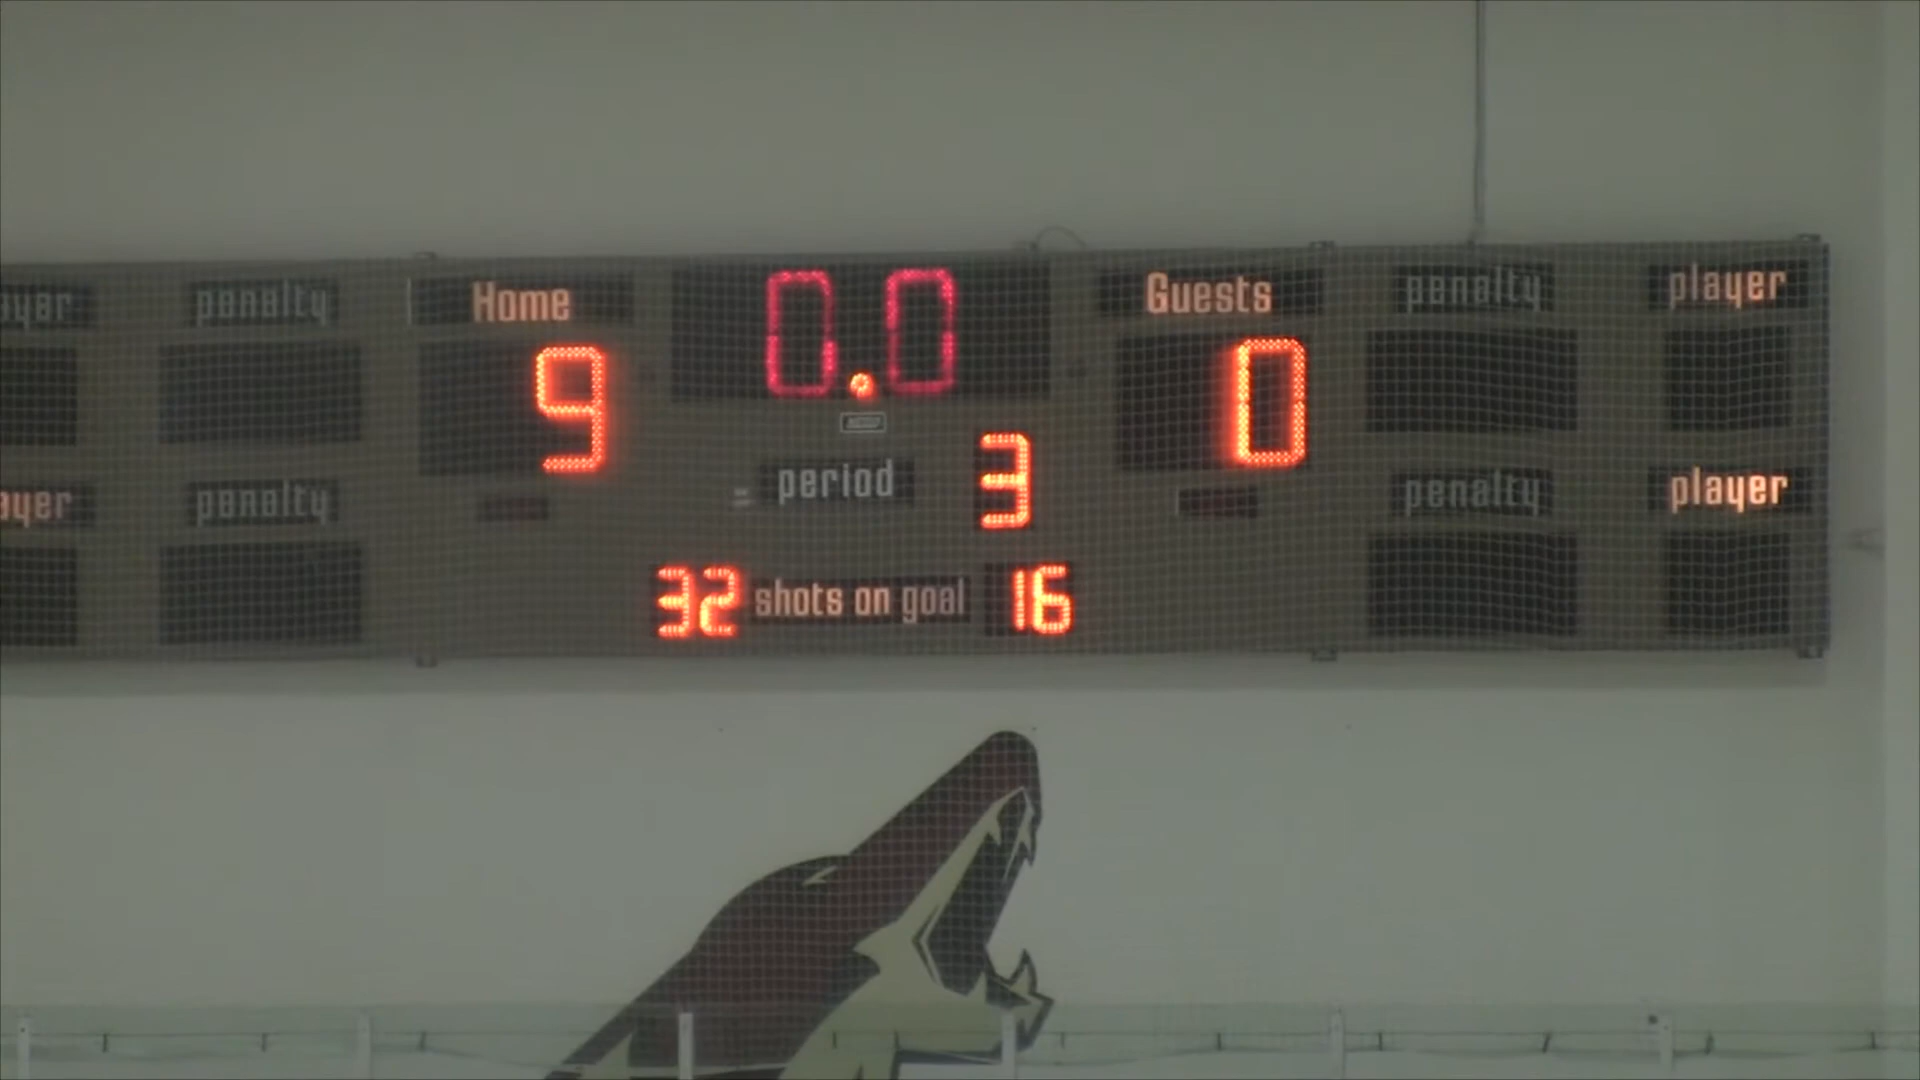 penalty Home 0.0 Guests penalty player
9 0
period 3
ayer penalty penalty player
32 shots on goal 16